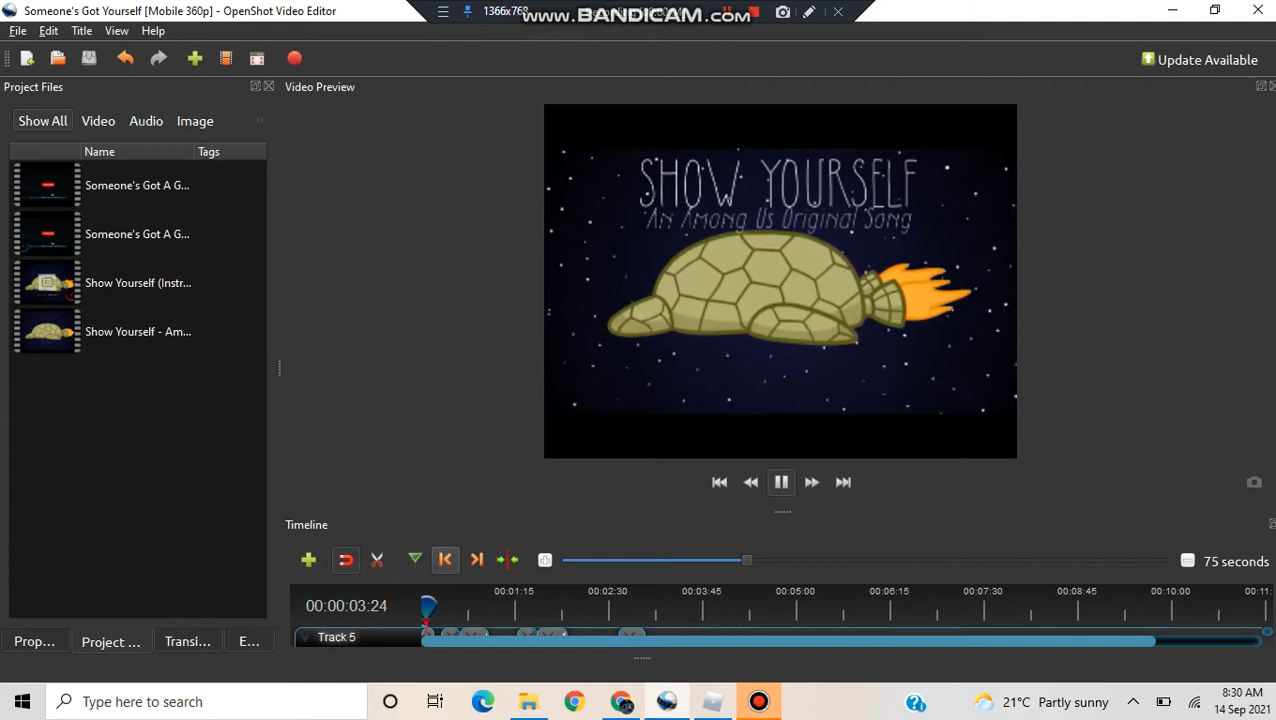 Someone's Got Yourself [Mobile 360p] - OpenShot Video Editor
1366x768
www.BANDICAM.com
File Edit Title View Help
Update Available
Project Files
Video Preview
Show All Video Audio Image
Name Tags
Someone's Got A G...
Someone's Got A G...
Show Yourself (Instr...
Show Yourself - Am...
SHOW YOURSELF
An Among Us Original Song
Timeline
75 seconds
00:00:03:24
00:01:15 00:02:30 00:03:45 00:05:00 00:06:15 00:07:30 00:08:45 00:10:00 00:11:
Track 5
Prop... Project ... Transi... E...
Type here to search
21°C Partly sunny
8:30 AM
14 Sep 2021